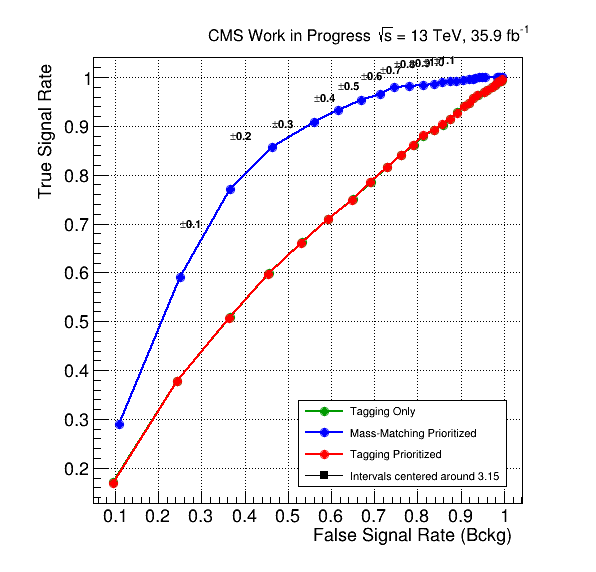 CMS Work in Progress √s = 13 TeV, 35.9 fb⁻¹
True Signal Rate
1
0.9
0.8
0.7
0.6
0.5
0.4
0.3
0.2
±0.1
±0.2
±0.3
±0.4
±0.5
±0.6
±0.7
±0.8
±1.1
Tagging Only
Mass-Matching Prioritized
Tagging Prioritized
Intervals centered around 3.15
0.1 0.2 0.3 0.4 0.5 0.6 0.7 0.8 0.9 1
False Signal Rate (Bckg)